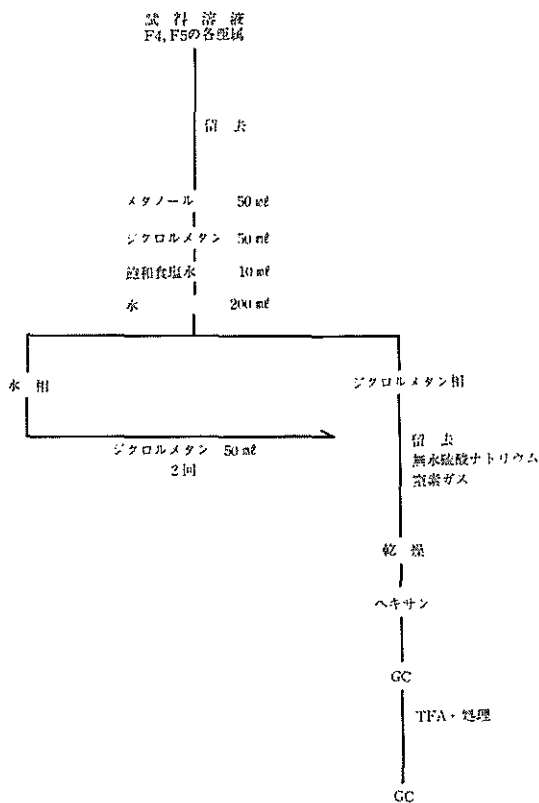 試料溶液
F4, F5の各画属
留去
メタノール 50 ml
ジクロルメタン 50 ml
飽和食塩水 10 ml
水 200 ml
水相
ジクロルメタン相
ジクロルメタン 50 ml
2回
留去
無水硫酸ナトリウム
窒素ガス
乾燥
ヘキサン
GC
TFA・処理
GC